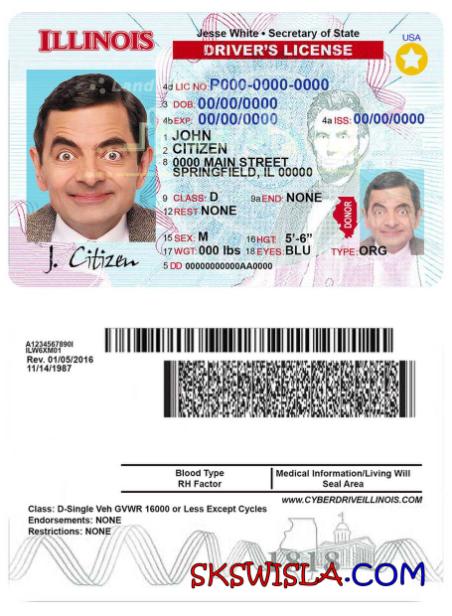 ILLINOIS
Jesse White • Secretary of State
USA
DRIVER'S LICENSE
4d LIC NO: P000-0000-0000
3 DOB: 00/00/0000
4b EXP: 00/00/0000 4a ISS: 00/00/0000
1 JOHN
2 CITIZEN
8 0000 MAIN STREET
SPRINGFIELD, IL 00000
9 CLASS: D 9a END: NONE
12 REST NONE
DONOR
15 SEX: M 16 HGT: 5'-6"
17 WGT: 000 lbs 18 EYES: BLU TYPE: ORG
5 DD 00000000000AA0000
J. Citizen
A1234567890I
ILW6XM01
Rev. 01/05/2016
11/14/1987
Blood Type Medical Information/Living Will
RH Factor Seal Area
www.CYBERDRIVEILLINOIS.COM
Class: D-Single Veh GVWR 16000 or Less Except Cycles
Endorsements: NONE
Restrictions: NONE
1818
SKSWISLA.COM